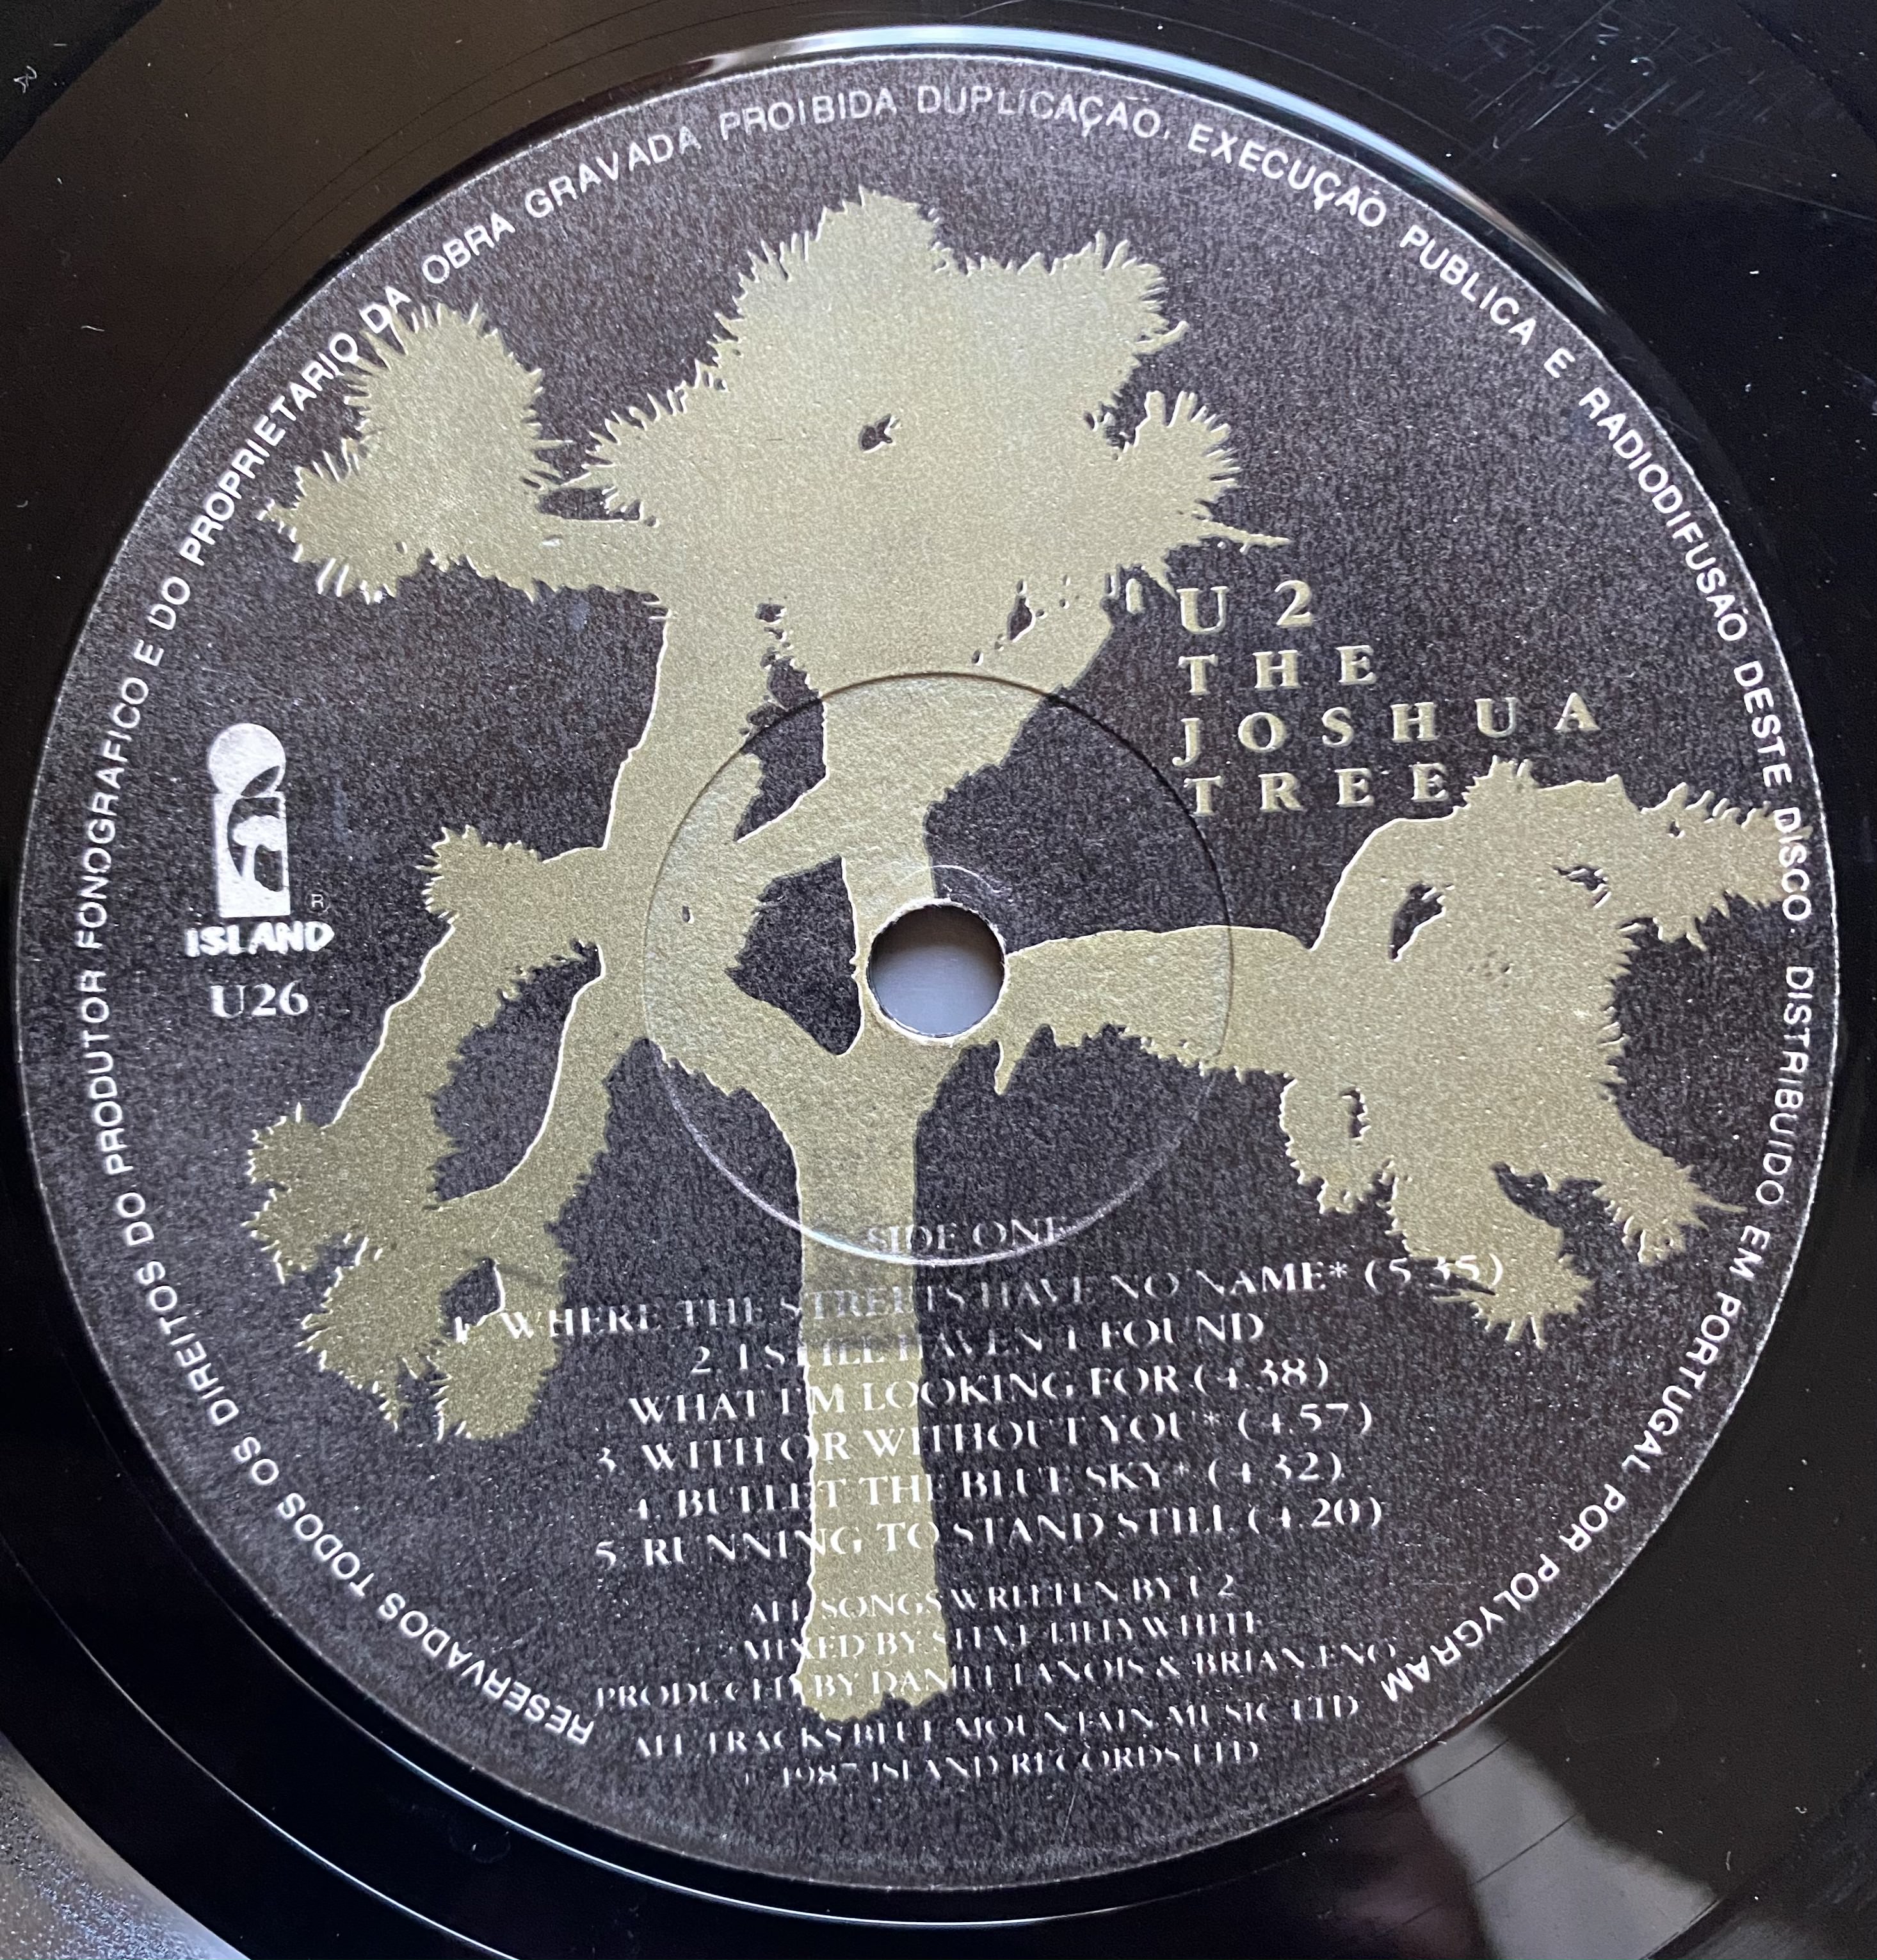 RESERVADOS TODOS OS DIREITOS DO PRODUTOR FONOGRAFICO E DO PROPRIETARIO DA OBRA GRAVADA PROIBIDA DUPLICAÇÃO, EXECUÇÃO PUBLICA E RADIODIFUSÃO DESTE DISCO. DISTRIBUIDO EM PORTUGAL POR POLYGRAM
U 2
THE
JOSHUA
TREE
®
ISLAND
U26
SIDE ONE
1. WHERE THE STREETS HAVE NO NAME* (5.35)
2. I STILL HAVEN'T FOUND
WHAT I'M LOOKING FOR (4.38)
3. WITH OR WITHOUT YOU* (4.57)
4. BULLET THE BLUE SKY* (4.32)
5. RUNNING TO STAND STILL (4.20)
ALL SONGS WRITTEN BY U2
MIXED BY STEVE LILLYWHITE
PRODUCED BY DANIEL LANOIS & BRIAN ENO
ALL TRACKS BLUE MOUNTAIN MUSIC LTD
1987 ISLAND RECORDS LTD